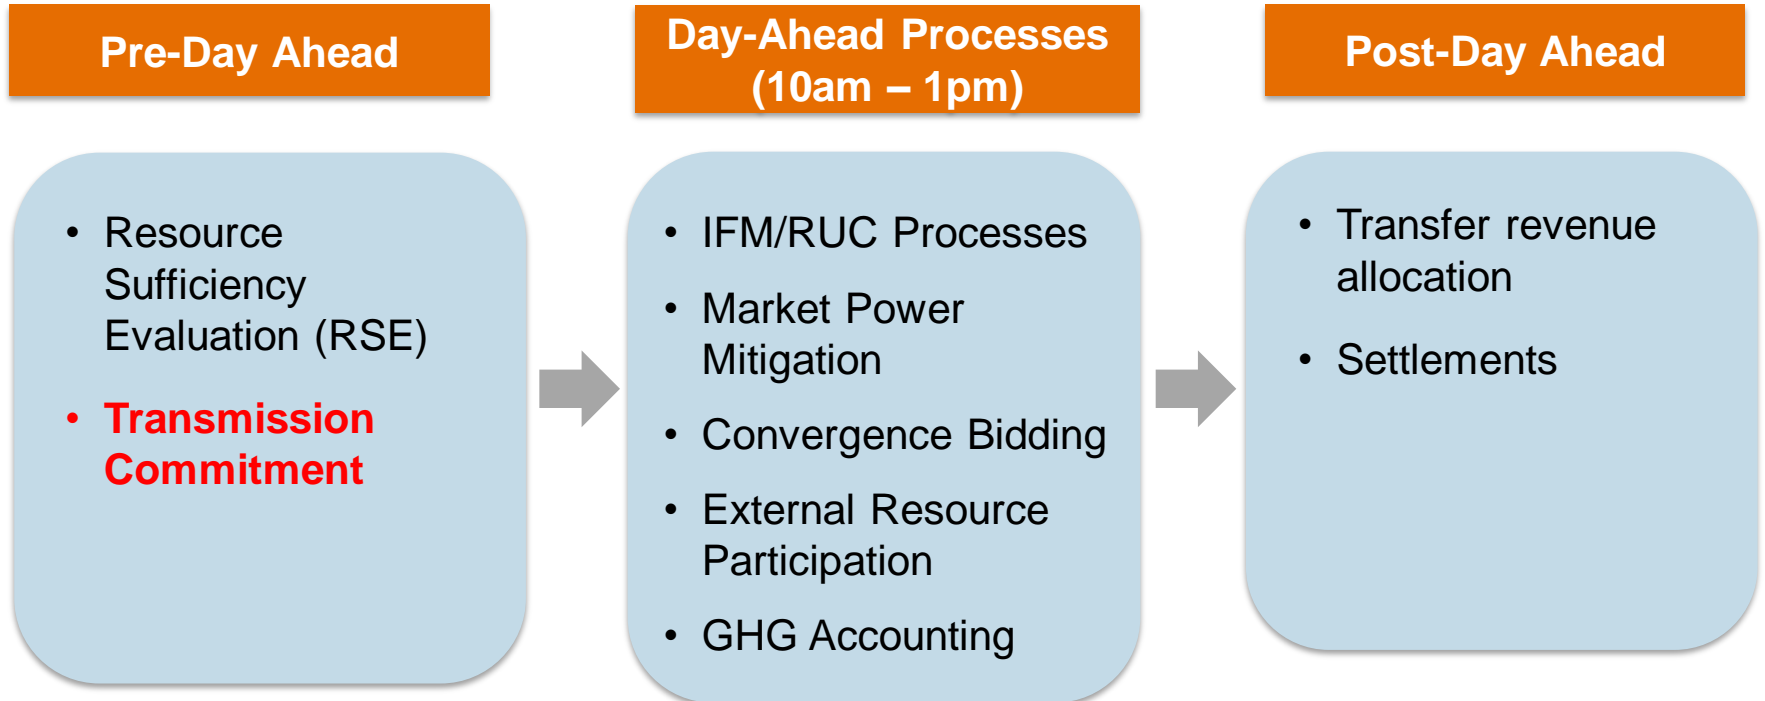 Pre-Day Ahead
• Resource
Sufficiency
Evaluation (RSE)
• Transmission
Commitment
Day-Ahead Processes
(10am – 1pm)
• IFM/RUC Processes
• Market Power
Mitigation
• Convergence Bidding
• External Resource
Participation
• GHG Accounting
Post-Day Ahead
• Transfer revenue
allocation
• Settlements